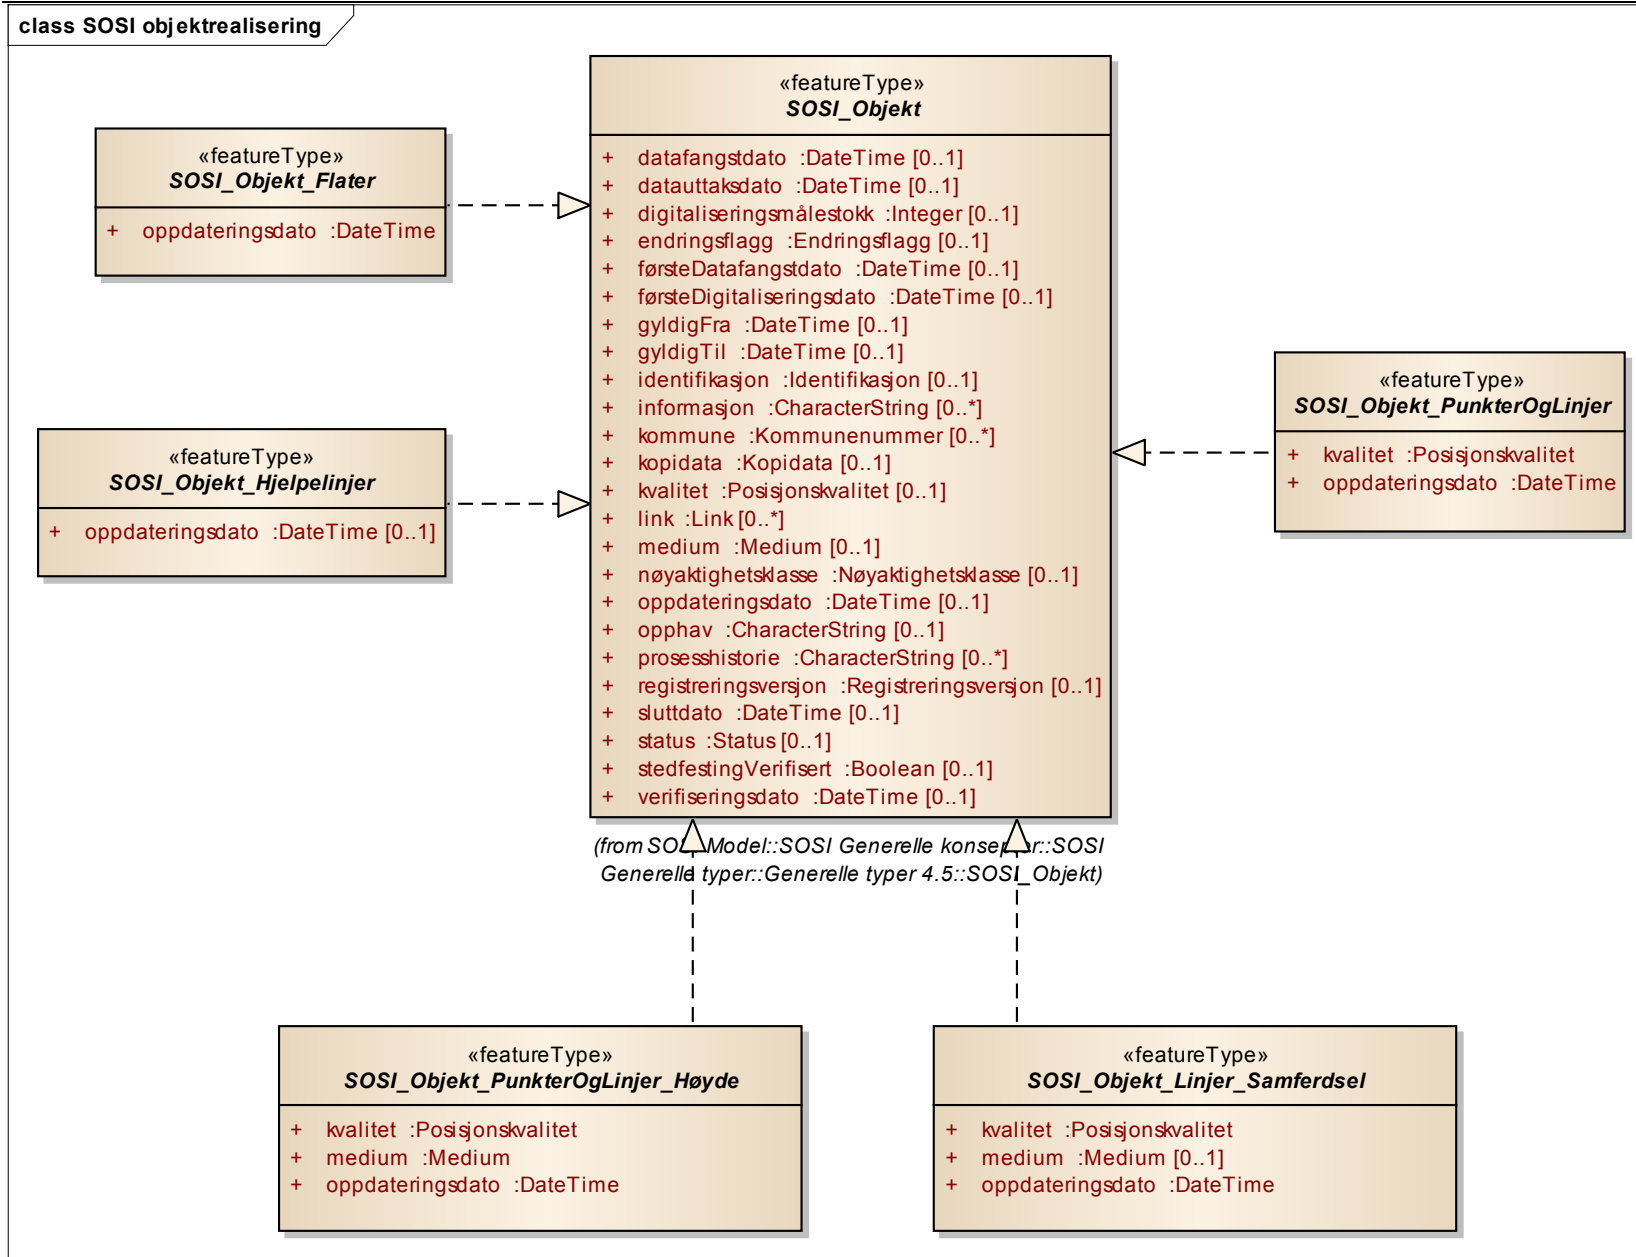 class SOSI objektrealisering
«featureType»
SOSI_Objekt
+ datafangstdato :DateTime [0..1]
+ datauttaksdato :DateTime [0..1]
+ digitaliseringsmålestokk :Integer [0..1]
+ endringsflagg :Endringsflagg [0..1]
+ førsteDatafangstdato :DateTime [0..1]
+ førsteDigitaliseringsdato :DateTime [0..1]
+ gyldigFra :DateTime [0..1]
+ gyldigTil :DateTime [0..1]
+ identifikasjon :Identifikasjon [0..1]
+ informasjon :CharacterString [0..*]
+ kommune :Kommunenummer [0..*]
+ kopidata :Kopidata [0..1]
+ kvalitet :Posisjonskvalitet [0..1]
+ link :Link [0..*]
+ medium :Medium [0..1]
+ nøyaktighetsklasse :Nøyaktighetsklasse [0..1]
+ oppdateringsdato :DateTime [0..1]
+ opphav :CharacterString [0..1]
+ prosesshistorie :CharacterString [0..*]
+ registreringsversjon :Registreringsversjon [0..1]
+ sluttdato :DateTime [0..1]
+ status :Status [0..1]
+ stedfestingVerifisert :Boolean [0..1]
+ verifiseringsdato :DateTime [0..1]
(from SOSI Model::SOSI Generelle konsepter::SOSI
Generelle typer::Generelle typer 4.5::SOSI_Objekt)
«featureType»
SOSI_Objekt_Flater
+ oppdateringsdato :DateTime
«featureType»
SOSI_Objekt_Hjelpelinjer
+ oppdateringsdato :DateTime [0..1]
«featureType»
SOSI_Objekt_PunkterOgLinjer
+ kvalitet :Posisjonskvalitet
+ oppdateringsdato :DateTime
«featureType»
SOSI_Objekt_PunkterOgLinjer_Høyde
+ kvalitet :Posisjonskvalitet
+ medium :Medium
+ oppdateringsdato :DateTime
«featureType»
SOSI_Objekt_Linjer_Samferdsel
+ kvalitet :Posisjonskvalitet
+ medium :Medium [0..1]
+ oppdateringsdato :DateTime